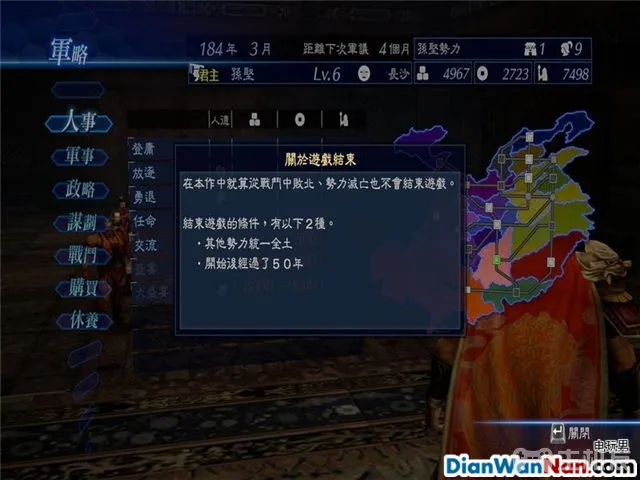 軍略
184年 3月 距離下次軍議 4個月 孫堅勢力 1 9
君主 孫堅 Lv.6 長沙 4967 2723 7498
人事
軍事
政略
謀劃
戰鬥
購買
休養
登庸
放逐
勇退
任命
交流
關於遊戲結束
在本作中就算從戰鬥中敗北、勢力滅亡也不會結束遊戲。
結束遊戲的條件,有以下2種。
・其他勢力統一全土
・開始後經過了50年
關閉
电玩男
DianWanNan.com